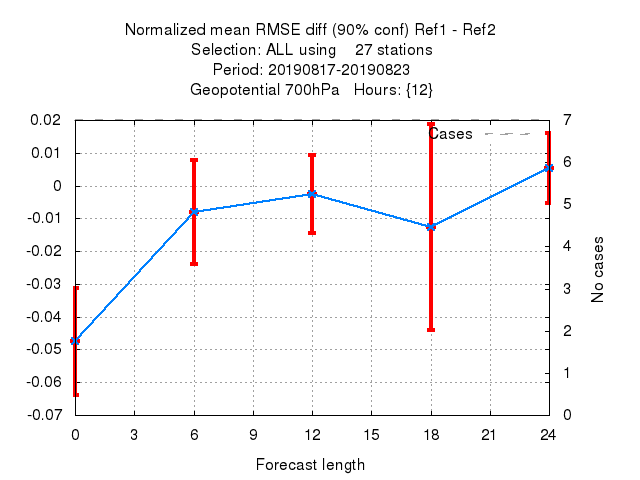 Normalized mean RMSE diff (90% conf) Ref1 - Ref2
Selection: ALL using 27 stations
Period: 20190817-20190823
Geopotential 700hPa Hours: {12}
0.02
0.01
0
-0.01
-0.02
-0.03
-0.04
-0.05
-0.06
-0.07
Cases
7
6
5
4
3
2
1
0
No cases
0 3 6 9 12 15 18 21 24
Forecast length